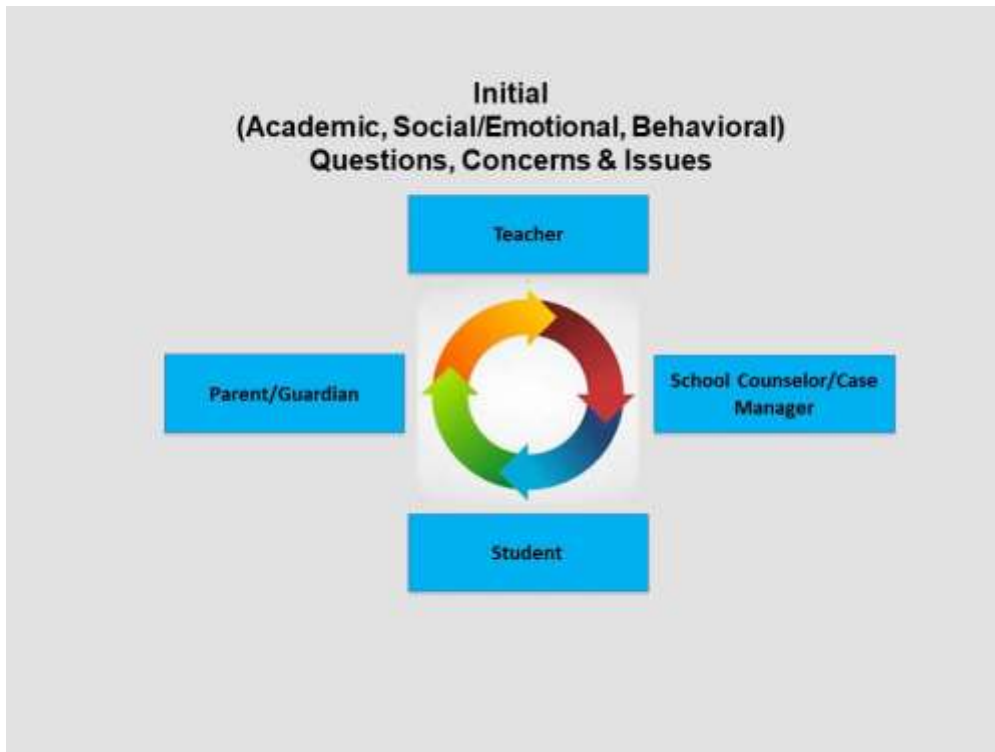 Initial
(Academic, Social/Emotional, Behavioral)
Questions, Concerns & Issues
Teacher
Parent/Guardian
School Counselor/Case
Manager
Student